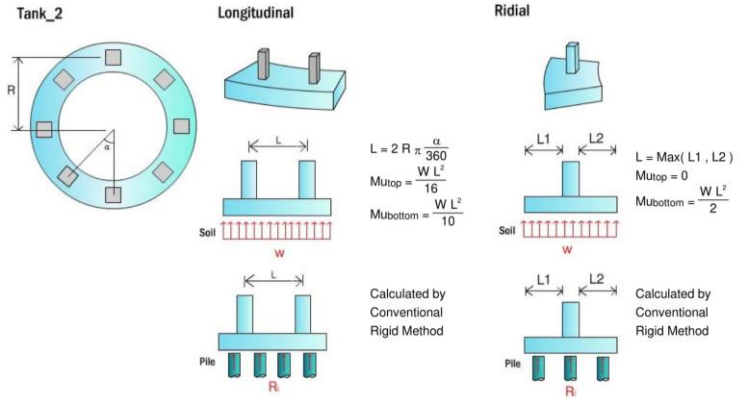 Tank_2
Longitudinal
Ridial
R
α
L
L = 2 R π α/360
Mutop = W L²/16
Mubottom = W L²/10
Soil
W
L1 L2
L = Max( L1 , L2 )
Mutop = 0
Mubottom = W L²/2
Soil
W
L
Calculated by
Conventional
Rigid Method
Pile
Ri
L1 L2
Calculated by
Conventional
Rigid Method
Pile
Ri